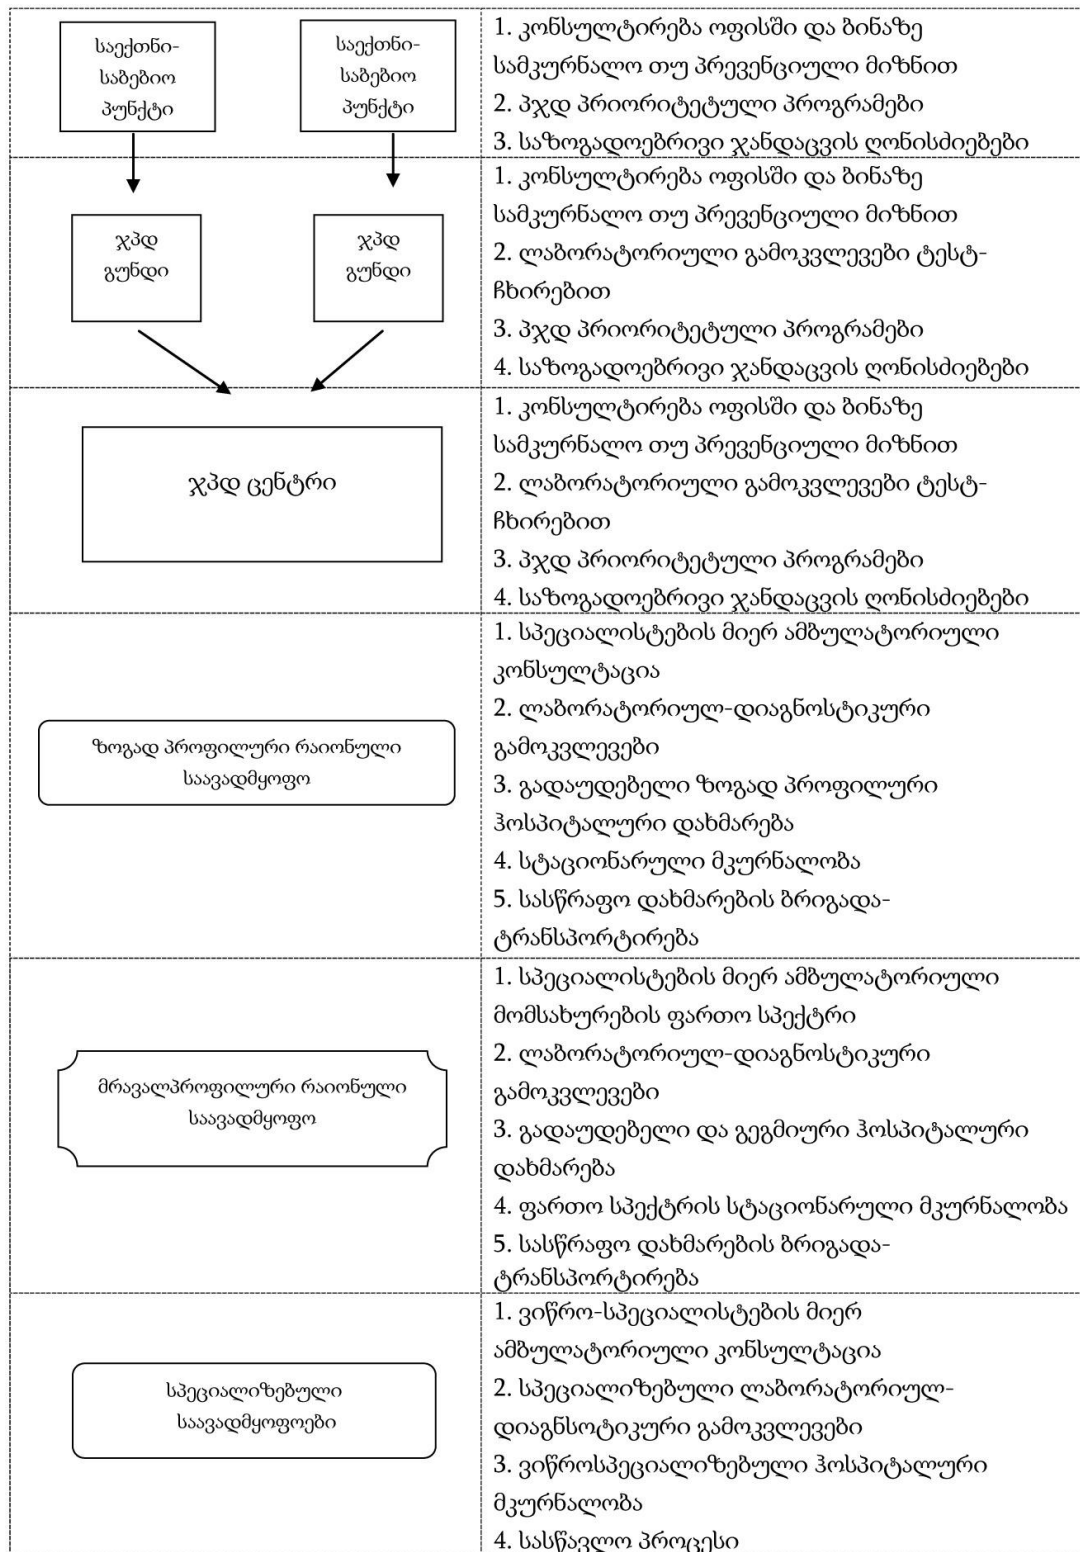 საექთნი-
საბებიო
პუნქტი
საექთნი-
საბებიო
პუნქტი
1. კონსულტირება ოფისში და ბინაზე
სამკურნალო თუ პრევენციული მიზნით
2. პჯდ პრიორიტეტული პროგრამები
3. საზოგადოებრივი ჯანდაცვის ღონისძიებები
ჯპდ
გუნდი
ჯპდ
გუნდი
1. კონსულტირება ოფისში და ბინაზე
სამკურნალო თუ პრევენციული მიზნით
2. ლაბორატორიული გამოკვლევები ტესტ-
ჩხირებით
3. პჯდ პრიორიტეტული პროგრამები
4. საზოგადოებრივი ჯანდაცვის ღონისძიებები
ჯპდ ცენტრი
1. კონსულტირება ოფისში და ბინაზე
სამკურნალო თუ პრევენციული მიზნით
2. ლაბორატორიული გამოკვლევები ტესტ-
ჩხირებით
3. პჯდ პრიორიტეტული პროგრამები
4. საზოგადოებრივი ჯანდაცვის ღონისძიებები
ზოგად პროფილური რაიონული
საავადმყოფო
1. სპეციალისტების მიერ ამბულატორიული
კონსულტაცია
2. ლაბორატორიულ-დიაგნოსტიკური
გამოკვლევები
3. გადაუდებელი ზოგად პროფილური
ჰოსპიტალური დახმარება
4. სტაციონარული მკურნალობა
5. სასწრაფო დახმარების ბრიგადა-
ტრანსპორტირება
მრავალპროფილური რაიონული
საავადმყოფო
1. სპეციალისტების მიერ ამბულატორიული
მომსახურების ფართო სპექტრი
2. ლაბორატორიულ-დიაგნოსტიკური
გამოკვლევები
3. გადაუდებელი და გეგმიური ჰოსპიტალური
დახმარება
4. ფართო სპექტრის სტაციონარული მკურნალობა
5. სასწრაფო დახმარების ბრიგადა-
ტრანსპორტირება
სპეციალიზებული
საავადმყოფოები
1. ვიწრო-სპეციალისტების მიერ
ამბულატორიული კონსულტაცია
2. სპეციალიზებული ლაბორატორიულ-
დიაგნსოტიკური გამოკვლევები
3. ვიწროსპეციალიზებული ჰოსპიტალური
მკურნალობა
4. სასწავლო პროცესი